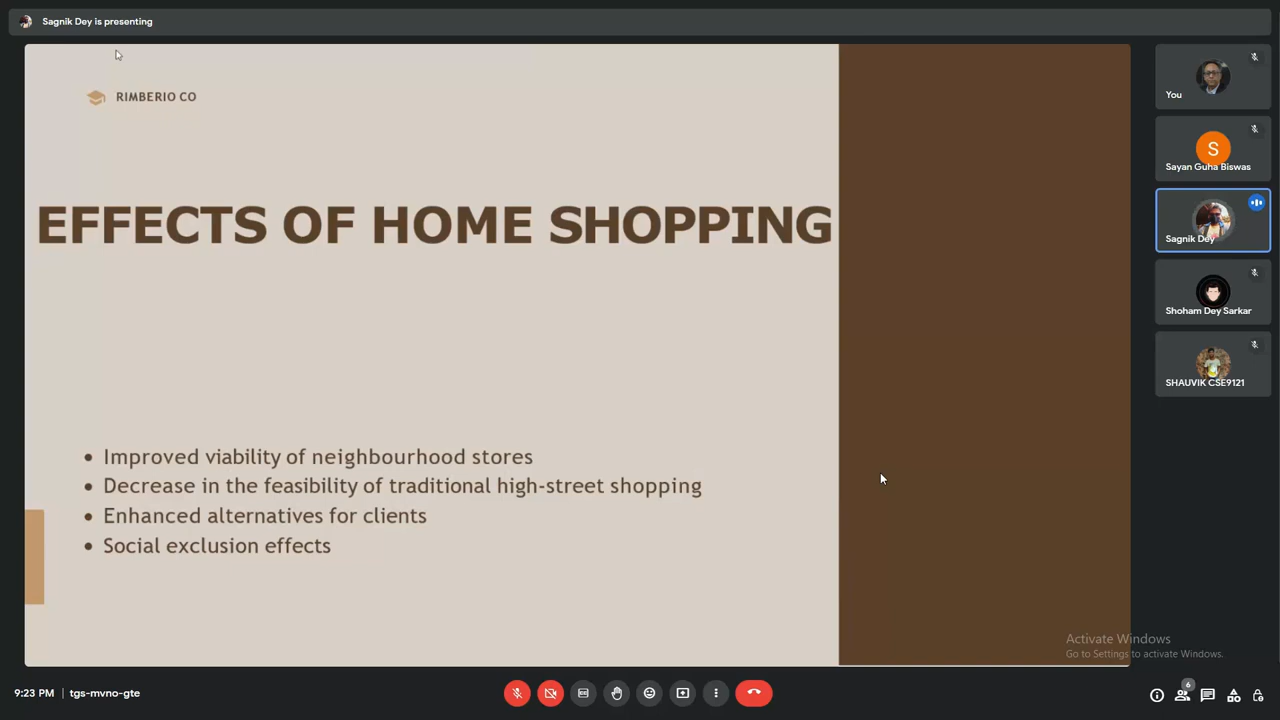 Sagnik Dey is presenting
RIMBERIO CO
EFFECTS OF HOME SHOPPING
• Improved viability of neighbourhood stores
• Decrease in the feasibility of traditional high-street shopping
• Enhanced alternatives for clients
• Social exclusion effects
You
S
Sayan Guha Biswas
Sagnik Dey
Shoham Dey Sarkar
SHAUVIK CSE9121
Activate Windows
Go to Settings to activate Windows.
9:23 PM | tgs-mvno-gte
6